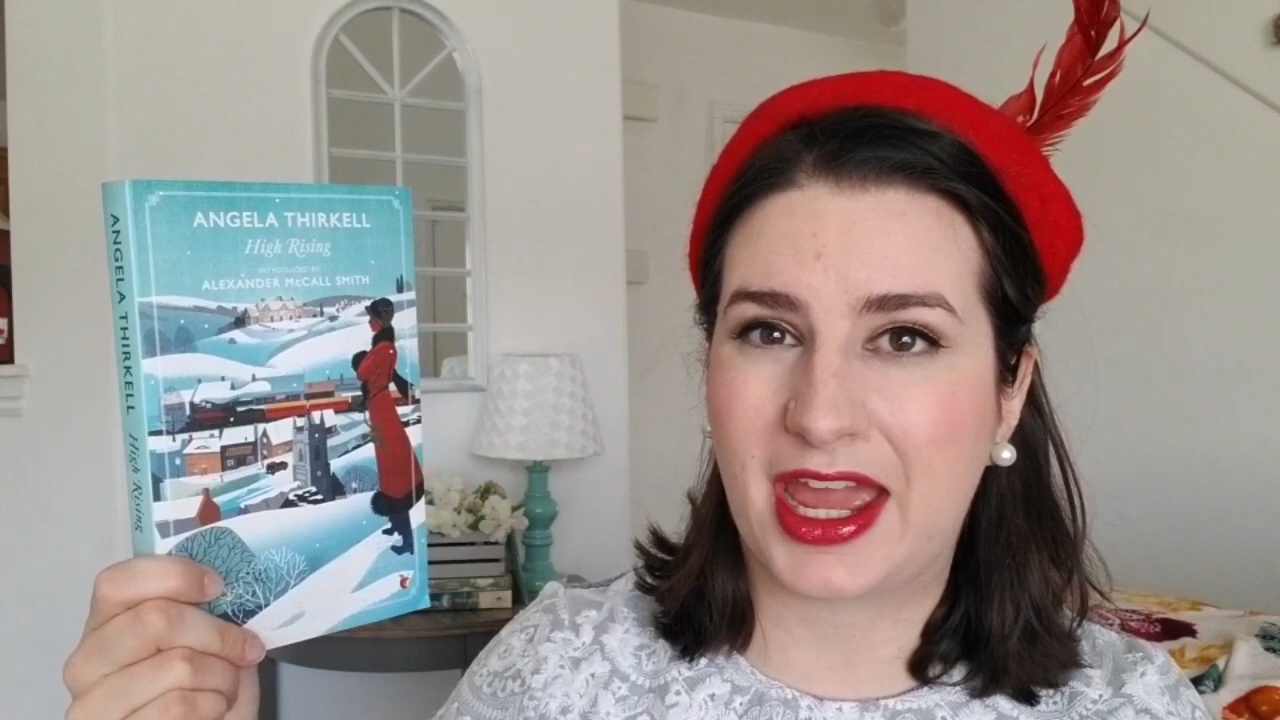 ANGELA THIRKELL
High Rising
INTRODUCED BY
ALEXANDER McCALL SMITH
ANGELA THIRKELL High Rising